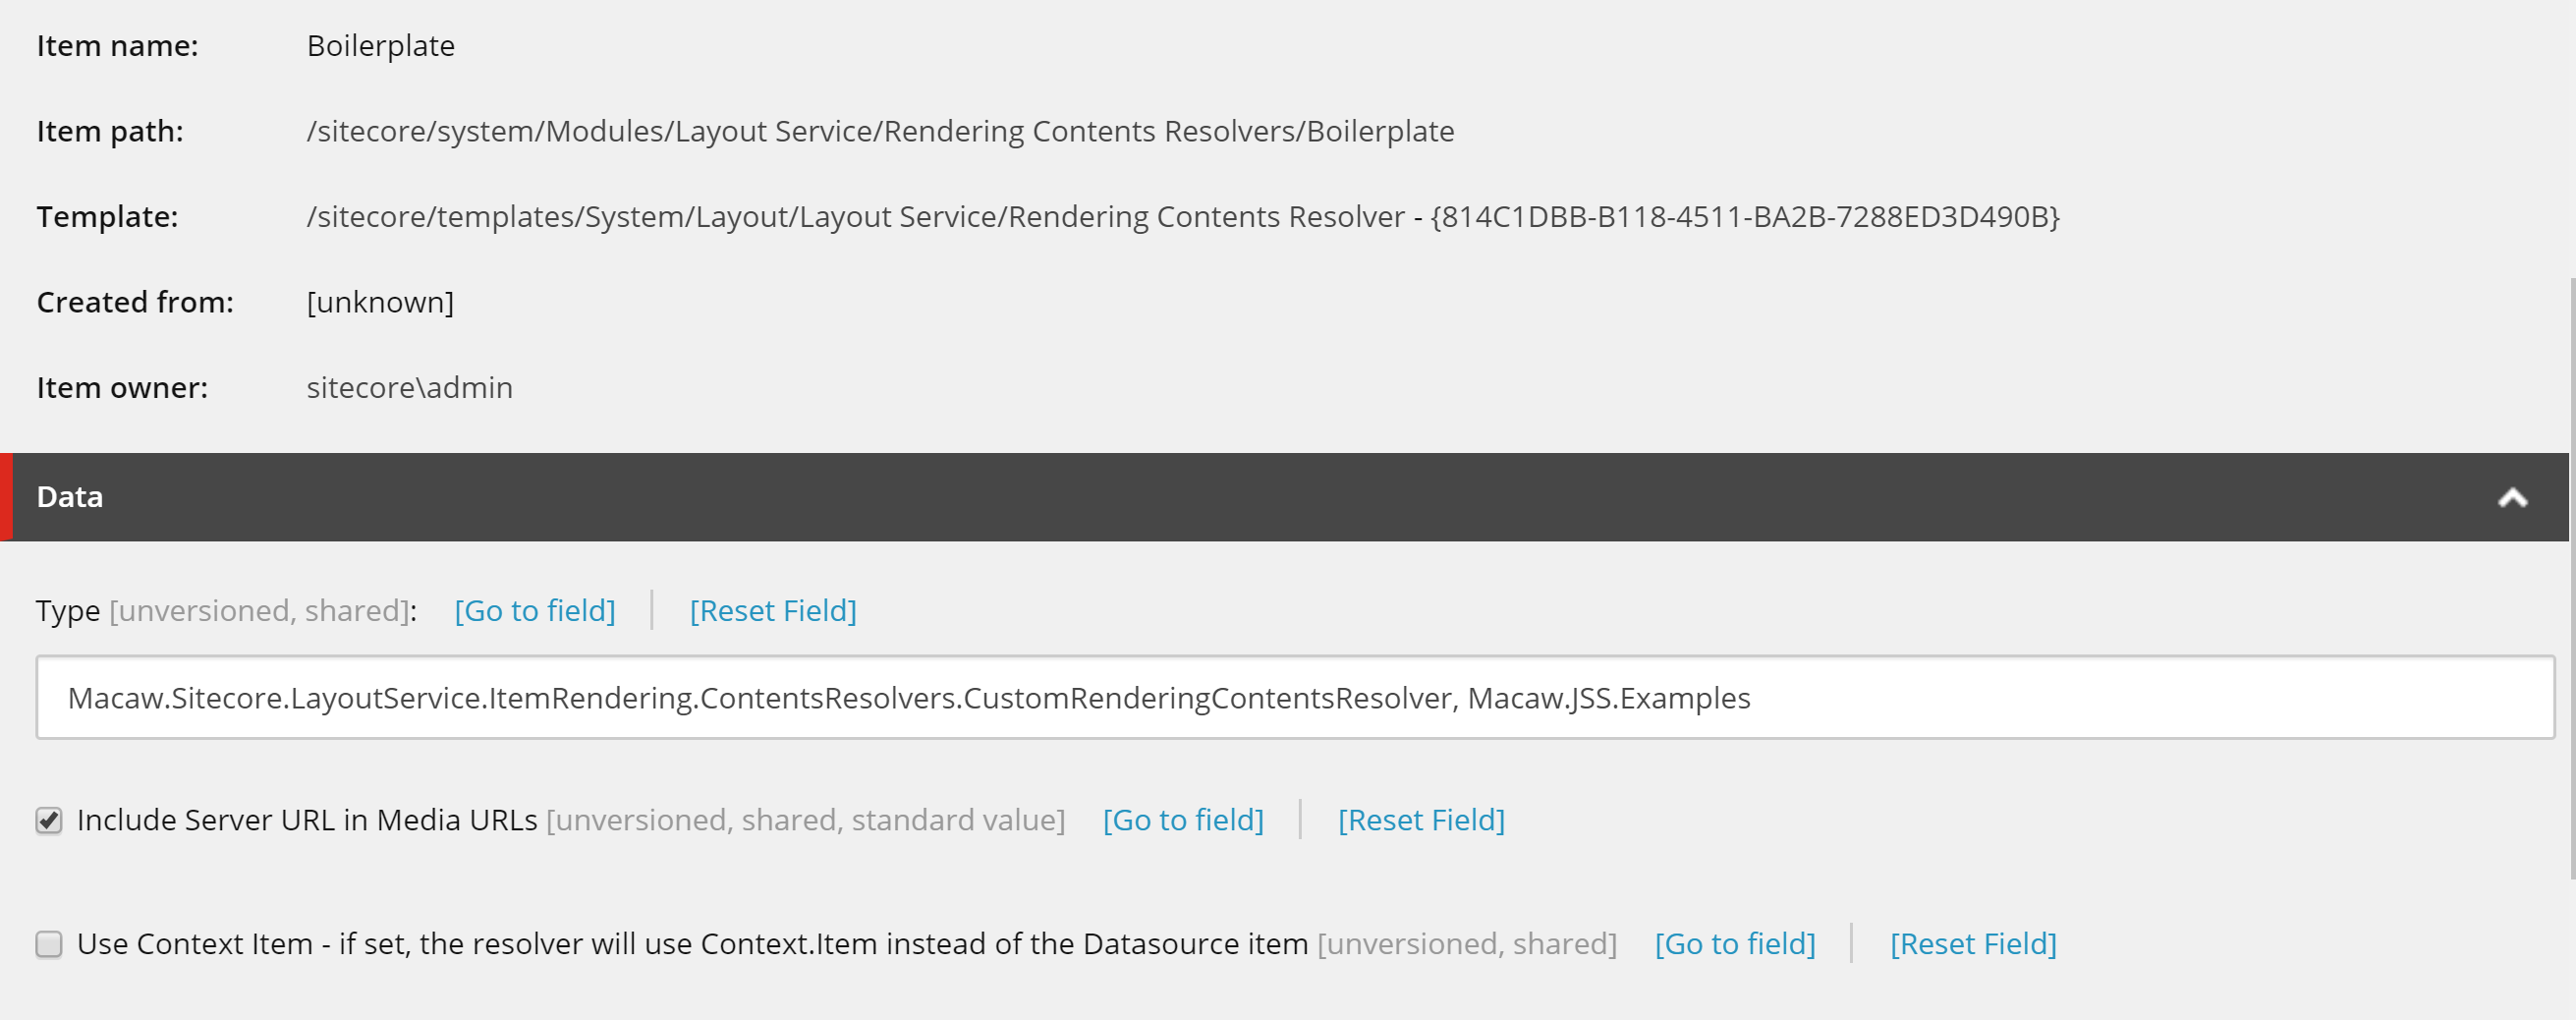 Item name: Boilerplate
Item path: /sitecore/system/Modules/Layout Service/Rendering Contents Resolvers/Boilerplate
Template: /sitecore/templates/System/Layout/Layout Service/Rendering Contents Resolver - {814C1DBB-B118-4511-BA2B-7288ED3D490B}
Created from: [unknown]
Item owner: sitecore\admin
Data
Type [unversioned, shared]: [Go to field] [Reset Field]
Macaw.Sitecore.LayoutService.ItemRendering.ContentsResolvers.CustomRenderingContentsResolver, Macaw.JSS.Examples
Include Server URL in Media URLs [unversioned, shared, standard value] [Go to field] [Reset Field]
Use Context Item - if set, the resolver will use Context.Item instead of the Datasource item [unversioned, shared] [Go to field] [Reset Field]